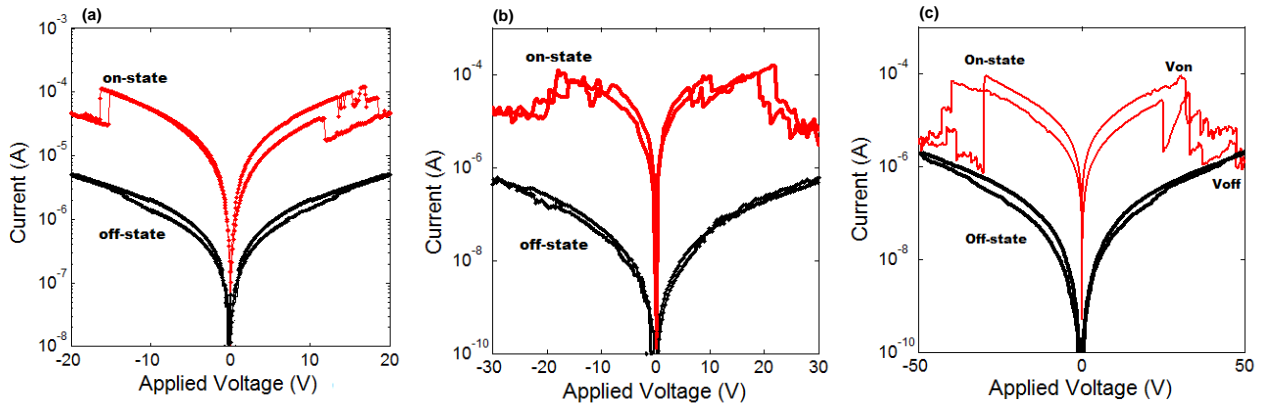 (a)
Current (A)
10^-3
10^-4
10^-5
10^-6
10^-7
10^-8
on-state
off-state
-20
-10
0
10
20
Applied Voltage (V)
(b)
Current (A)
10^-4
10^-6
10^-8
10^-10
on-state
off-state
-30
-20
-10
0
10
20
30
Applied Voltage (V)
(c)
Current (A)
10^-4
10^-6
10^-8
10^-10
On-state
Von
Voff
Off-state
-50
0
50
Applied Voltage (V)